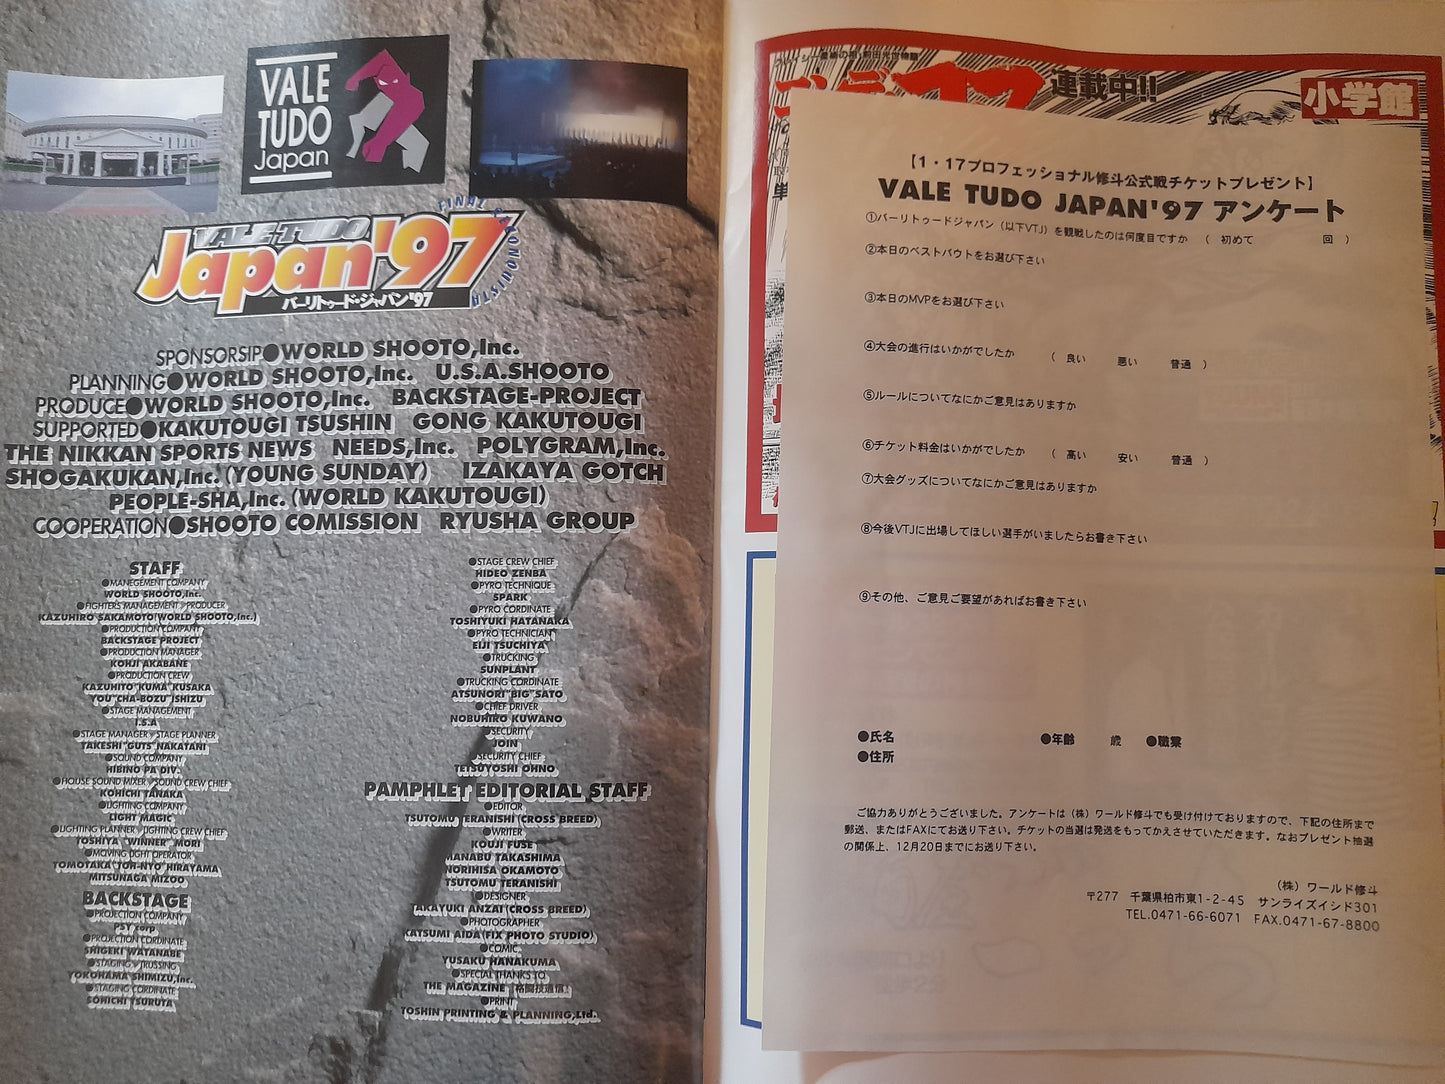 VALE
TUDO
Japan
FINAL CARONQUISTA
VALE TUDO
Japan'97
バーリトゥード・ジャパン'97
SPONSORSIP●WORLD SHOOTO,Inc.
PLANNING●WORLD SHOOTO,Inc. U.S.A.SHOOTO
PRODUCE●WORLD SHOOTO,Inc. BACKSTAGE-PROJECT
SUPPORTED●KAKUTOUGI TSUSHIN GONG KAKUTOUGI
THE NIKKAN SPORTS NEWS NEEDS,Inc. POLYGRAM,Inc.
SHOGAKUKAN,Inc.(YOUNG SUNDAY) IZAKAYA GOTCH
PEOPLE-SHA,Inc.(WORLD KAKUTOUGI)
COOPERATION●SHOOTO COMISSION RYUSHA GROUP
STAFF
●MANEGEMENT COMPANY
WORLD SHOOTO,Inc.
●FIGHTERS MANAGEMENT・PRODUCER
KAZUHIRO SAKAMOTO(WORLD SHOOTO,Inc.)
●PRODUCTION COMPANY
BACKSTAGE PROJECT
●PRODUCTION MANAGER
KOHJI AKABANE
●PRODUCTION CREW
KAZUHITO"KUMA"KUSAKA
YOU"CHA-BOZU"ISHIZU
●STAGE MANAGEMENT
I.S.A
●STAGE MANAGER・STAGE PLANNER
TAKESHI"GUTS"NAKATANI
●SOUND COMPANY
HIBINO PA DIV.
●HOUSE SOUND MIXER・SOUND CREW CHIEF
KOHICHI TANAKA
●LIGHTING COMPANY
LIGHT MAGIC
●LIGHTING PLANNER・LIGHTING CREW CHIEF
TOSHIYA "WINNER" MORI
●MOVING LIGHT OPERATOR
TOMOTAKA"TOH-NYO"HIRAYAMA
MITSUNAGA MIZOO
BACKSTAGE
●PROJECTION COMPANY
PSY corp
●PROJECTION CORDINATE
SHIGEKI WATANABE
●STAGING・TRUSSING
YOKOHAMA SHIMIZU,Inc.
●STAGING CORDINATE
SOHICHI TSURUTA
●STAGE CREW CHIEF
HIDEO ZENBA
●PYRO TECHNIQUE
SPARK
●PYRO CORDINATE
TOSHIYUKI HATANAKA
●PYRO TECHNICIAN
EIJI TSUCHIYA
●TRUCKING
SUNPLANT
●TRUCKING CORDINATE
ATSUNORI"BIG"SATO
●CHIEF DRIVER
NOBUHIRO KUWANO
●SECURITY
JOIN
●SECURITY CHIEF
TETSUYOSHI OHNO
PAMPHLET EDITORIAL STAFF
●EDITOR
TSUTOMU TERANISHI(CROSS BREED)
●WRITER
KOUJI FUSE
MANABU TAKASHIMA
NORIHISA OKAMOTO
TSUTOMU TERANISHI
●DESIGNER
TAKAYUKI ANZAI(CROSS BREED)
●PHOTOGRAPHER
KATSUMI AIDA(FIX PHOTO STUDIO)
●COMIC
YUSAKU HANAKUMA
●SPECIAL THANKS TO
THE MAGAZINE「格闘技通信」
●PRINT
TOSHIN PRINTING & PLANNING,Ltd.
連載中!!
小学館
【1・17プロフェッショナル修斗公式戦チケットプレゼント】
VALE TUDO JAPAN'97 アンケート
①バーリトゥードジャパン（以下VTJ）を観戦したのは何度目ですか （ 初めて 回 ）
②本日のベストバウトをお選び下さい
③本日のMVPをお選び下さい
④大会の進行はいかがでしたか （ 良い 悪い 普通 ）
⑤ルールについてなにかご意見はありますか
⑥チケット料金はいかがでしたか （ 高い 安い 普通 ）
⑦大会グッズについてなにかご意見はありますか
⑧今後VTJに出場してほしい選手がいましたらお書き下さい
⑨その他、ご意見ご要望があればお書き下さい
●氏名 ●年齢 歳 ●職業
●住所
ご協力ありがとうございました。アンケートは（株）ワールド修斗でも受け付けておりますので、下記の住所まで
郵送、またはFAXにてお送り下さい。チケットの当選は発送をもってかえさせていただきます。なおプレゼント抽選
の関係上、12月20日までにお送り下さい。
（株）ワールド修斗
〒277 千葉県柏市東1-2-45 サンライズイシド301
TEL.0471-66-6071 FAX.0471-67-8800